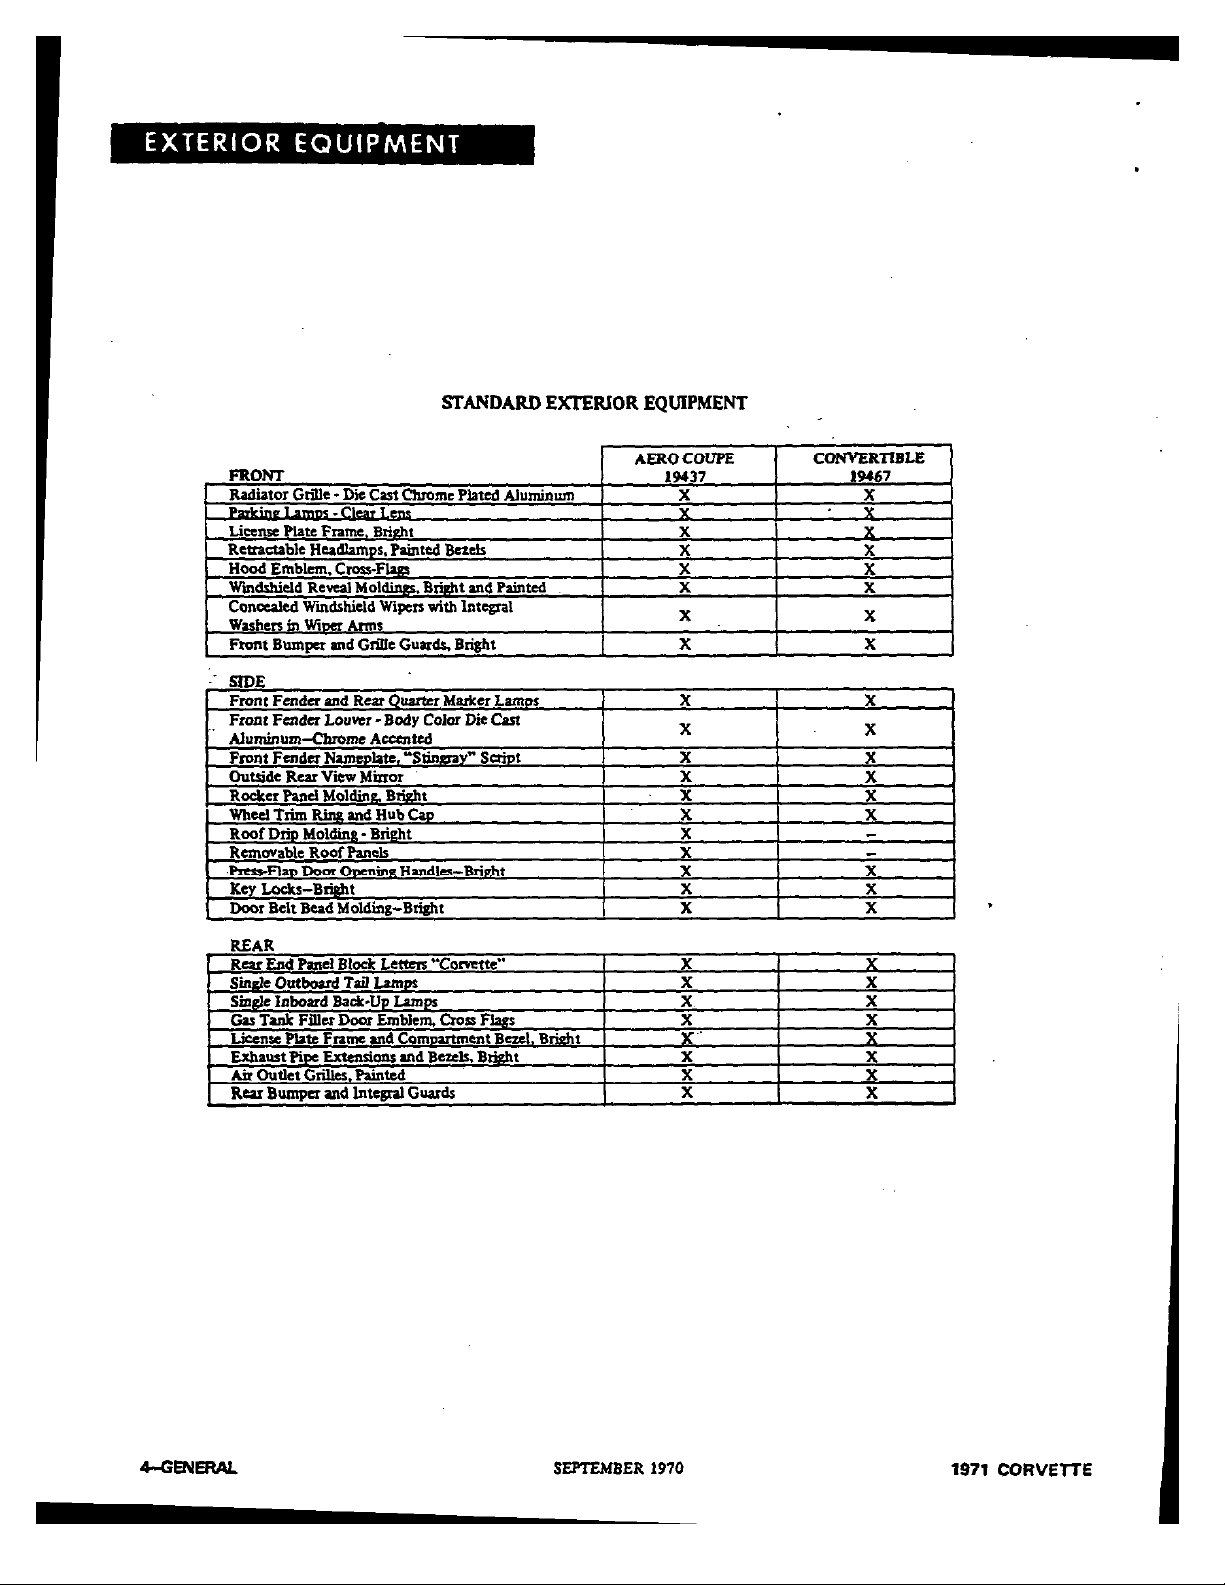 EXTERIOR EQUIPMENT
STANDARD EXTERIOR EQUIPMENT
AERO COUPE CONVERTIBLE
FRONT 19437 19467
Radiator Grille - Die Cast Chrome Plated Aluminum X X
Parking Lamps - Clear Lens X X
License Plate Frame, Bright X X
Retractable Headlamps, Painted Bezels X X
Hood Emblem, Cross-Flags X X
Windshield Reveal Moldings, Bright and Painted X X
Concealed Windshield Wipers with Integral
Washers in Wiper Arms X X
Front Bumper and Grille Guards, Bright X X
SIDE
Front Fender and Rear Quarter Marker Lamps X X
Front Fender Louver - Body Color Die Cast
Aluminum—Chrome Accented X X
Front Fender Nameplate, "Stingray" Script X X
Outside Rear View Mirror X X
Rocker Panel Molding, Bright X X
Wheel Trim Ring and Hub Cap X X
Roof Drip Molding - Bright X –
Removable Roof Panels X –
Press-Flap Door Opening Handles—Bright X X
Key Locks—Bright X X
Door Belt Bead Molding—Bright X X
REAR
Rear End Panel Block Letters "Corvette" X X
Single Outboard Tail Lamps X X
Single Inboard Back-Up Lamps X X
Gas Tank Filler Door Emblem, Cross Flags X X
License Plate Frame and Compartment Bezel, Bright X X
Exhaust Pipe Extensions and Bezels, Bright X X
Air Outlet Grilles, Painted X X
Rear Bumper and Integral Guards X X
4—GENERAL SEPTEMBER 1970 1971 CORVETTE